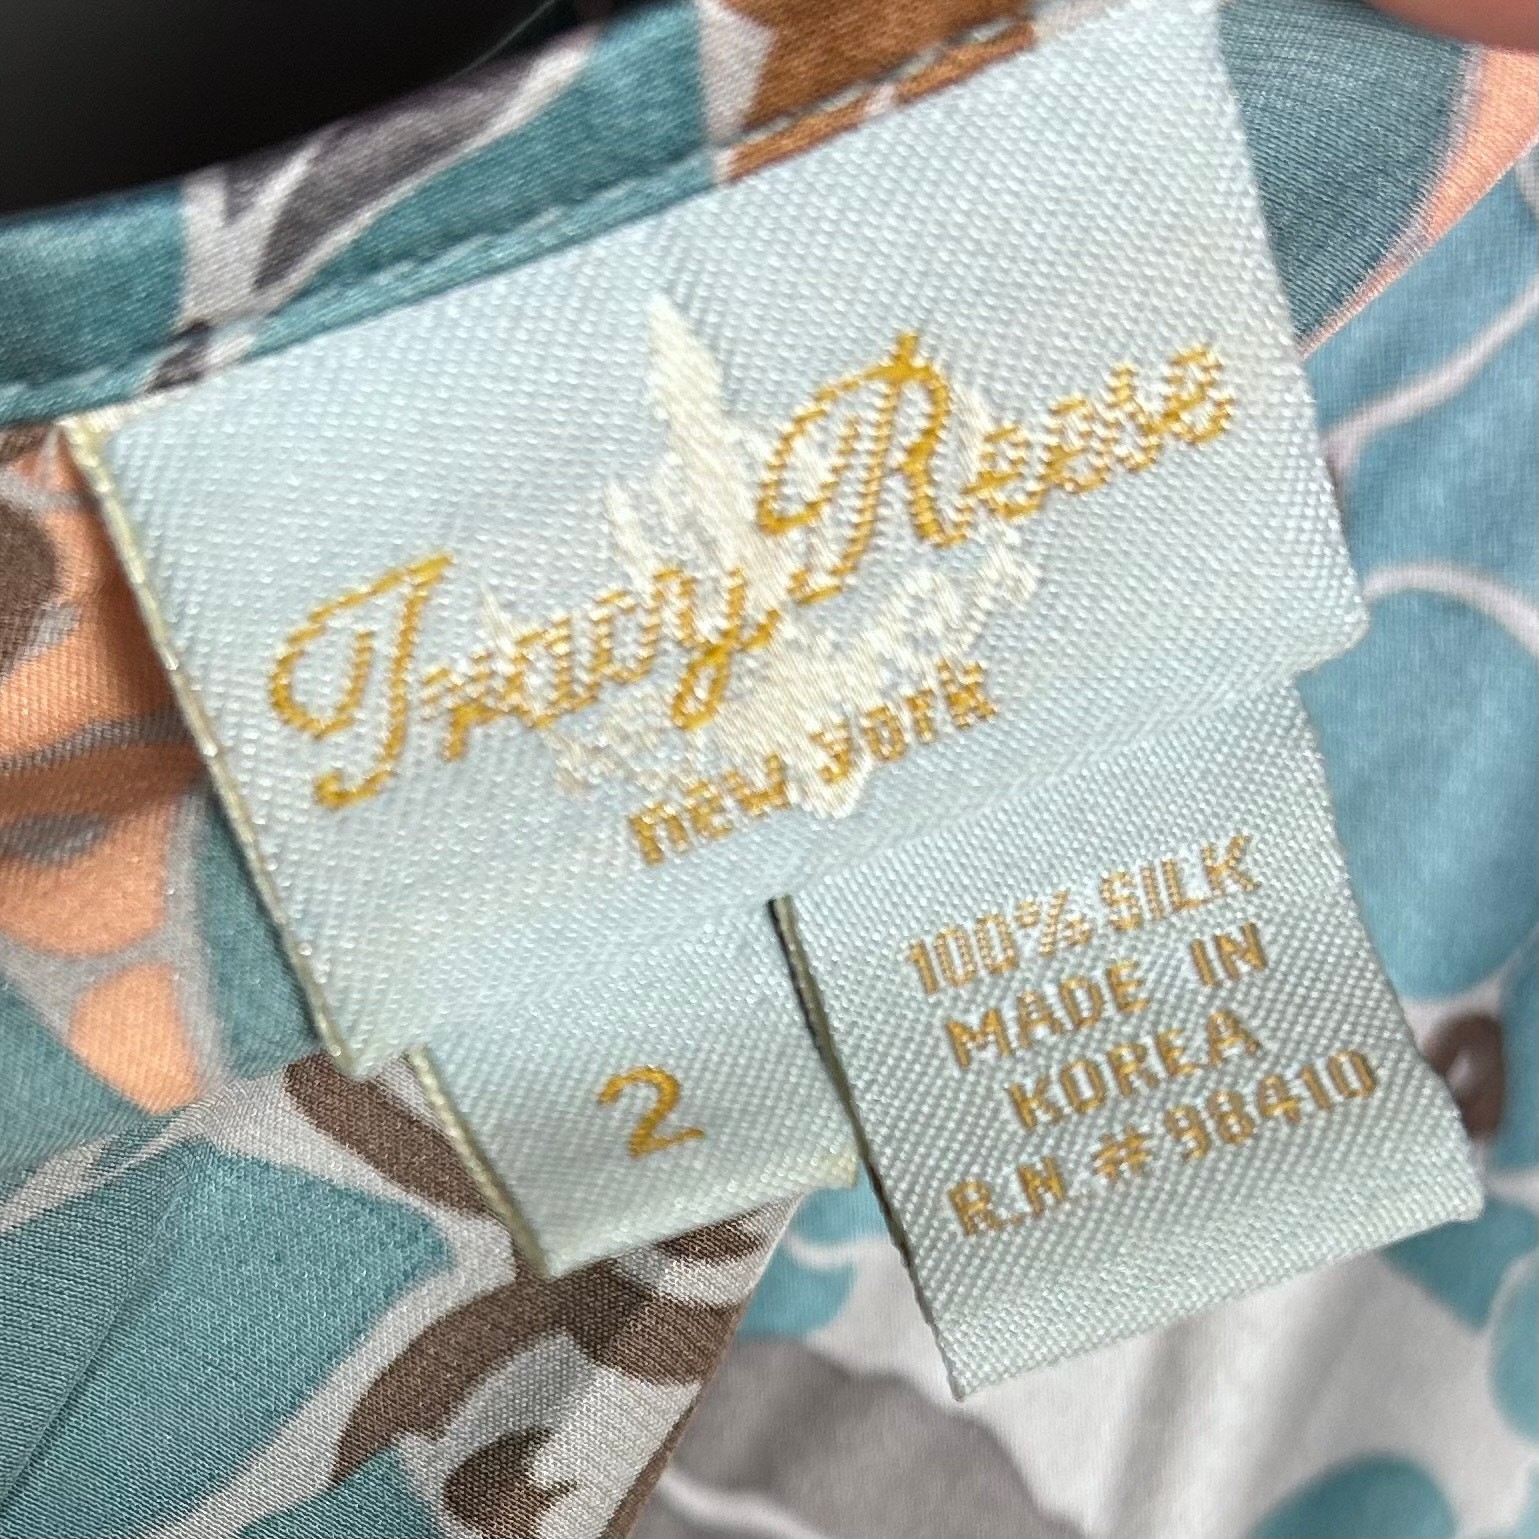 Tracy Reese
new york
2
100% SILK
MADE IN
KOREA
R.N.#98410